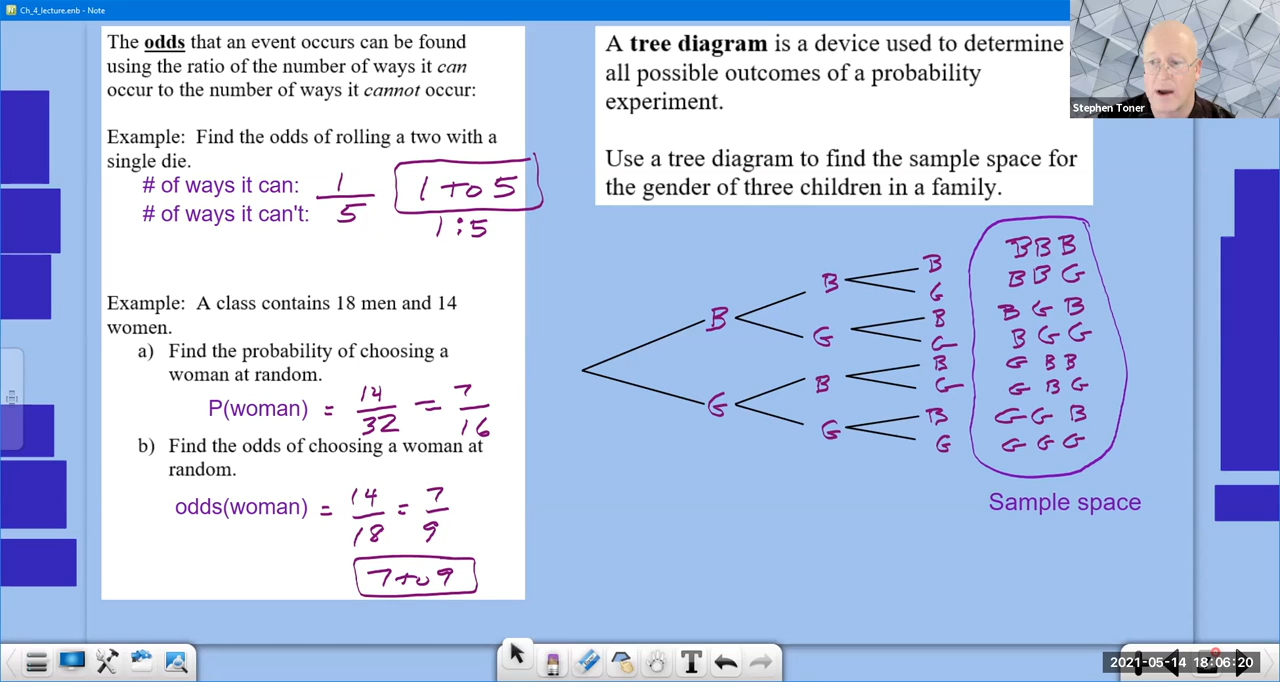 Ch_4_lecture.enb - Note
The odds that an event occurs can be found
using the ratio of the number of ways it can
occur to the number of ways it cannot occur:
Example: Find the odds of rolling a two with a
single die.
# of ways it can: 1
# of ways it can't: 5
1 to 5
1:5
Example: A class contains 18 men and 14
women.
a) Find the probability of choosing a
woman at random.
P(woman) = 14/32 = 7/16
b) Find the odds of choosing a woman at
random.
odds(woman) = 14/18 = 7/9
7 to 9
A tree diagram is a device used to determine
all possible outcomes of a probability
experiment.
Use a tree diagram to find the sample space for
the gender of three children in a family.
Stephen Toner
B
G
B
G
B
G
B
G
B
G
B
G
B
G
BBB
BBG
BGB
BGG
GBB
GBG
GGB
GGG
Sample space
T
2021-05-14 18:06:20